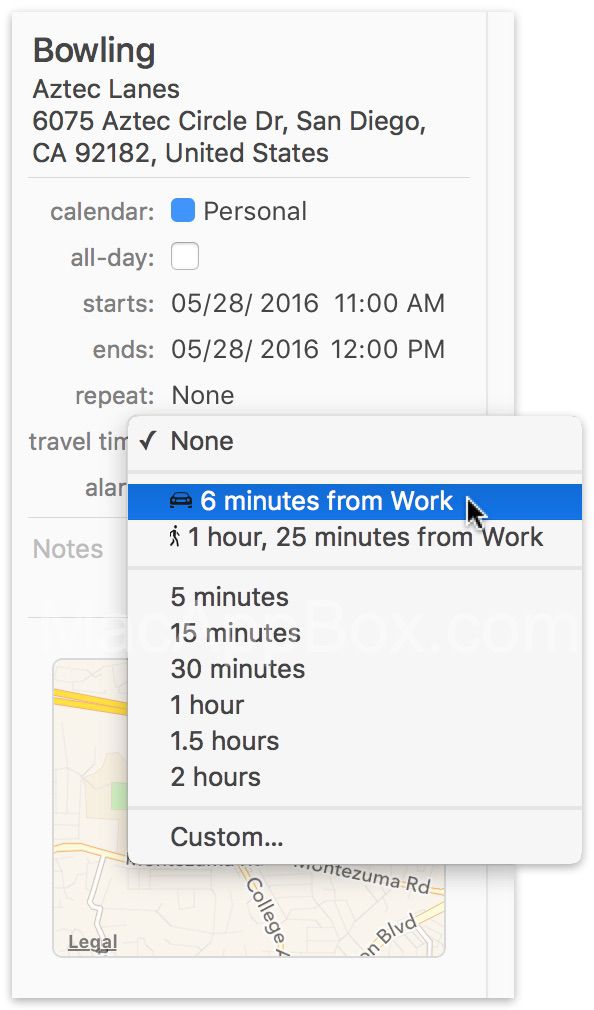 Bowling
Aztec Lanes
6075 Aztec Circle Dr, San Diego,
CA 92182, United States
calendar: Personal
all-day:
starts: 05/28/ 2016 11:00 AM
ends: 05/28/ 2016 12:00 PM
repeat: None
travel tim
✓ None
alar
6 minutes from Work
1 hour, 25 minutes from Work
Notes
5 minutes
15 minutes
MacAppBox.com
30 minutes
1 hour
1.5 hours
2 hours
Custom...
Montezuma Rd
Montezuma Rd
College A
en Blvd
Legal